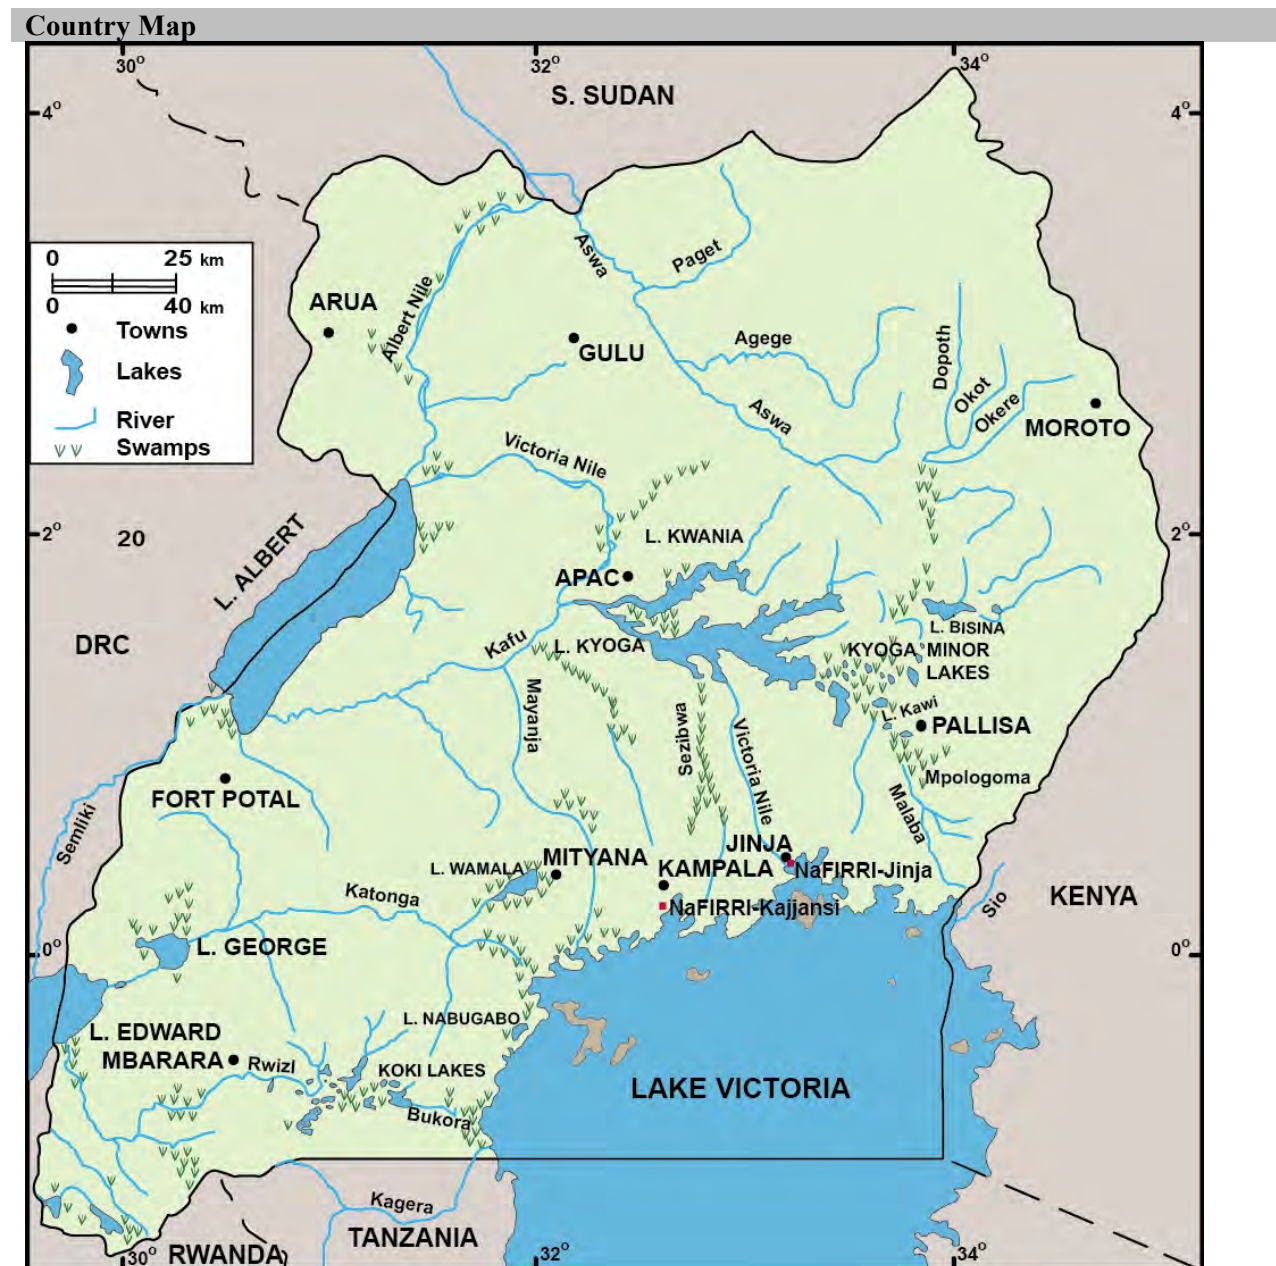 Country Map
30°
32°
34°
S. SUDAN
4°
4°
Aswa
Paget
0 25 km
0 40 km
Towns
Lakes
River
Swamps
ARUA
Albert Nile
GULU
Agege
Dopoth
Okot
Okere
Aswa
MOROTO
Victoria Nile
2°
20
2°
L. ALBERT
L. KWANIA
APAC
DRC
Kafu
L. KYOGA
L. BISINA
KYOGA MINOR
LAKES
Mayanja
Sezibwa
Victoria Nile
L. Kawi
PALLISA
Mpologoma
Malaba
FORT POTAL
Semliki
JINJA
NaFIRRI-Jinja
MITYANA
KAMPALA
L. WAMALA
Katonga
NaFIRRI-Kajjansi
Sio
KENYA
0°
L. GEORGE
0°
L. NABUGABO
L. EDWARD
MBARARA
Rwizl
KOKI LAKES
LAKE VICTORIA
Bukora
Kagera
TANZANIA
RWANDA
30°
32°
34°